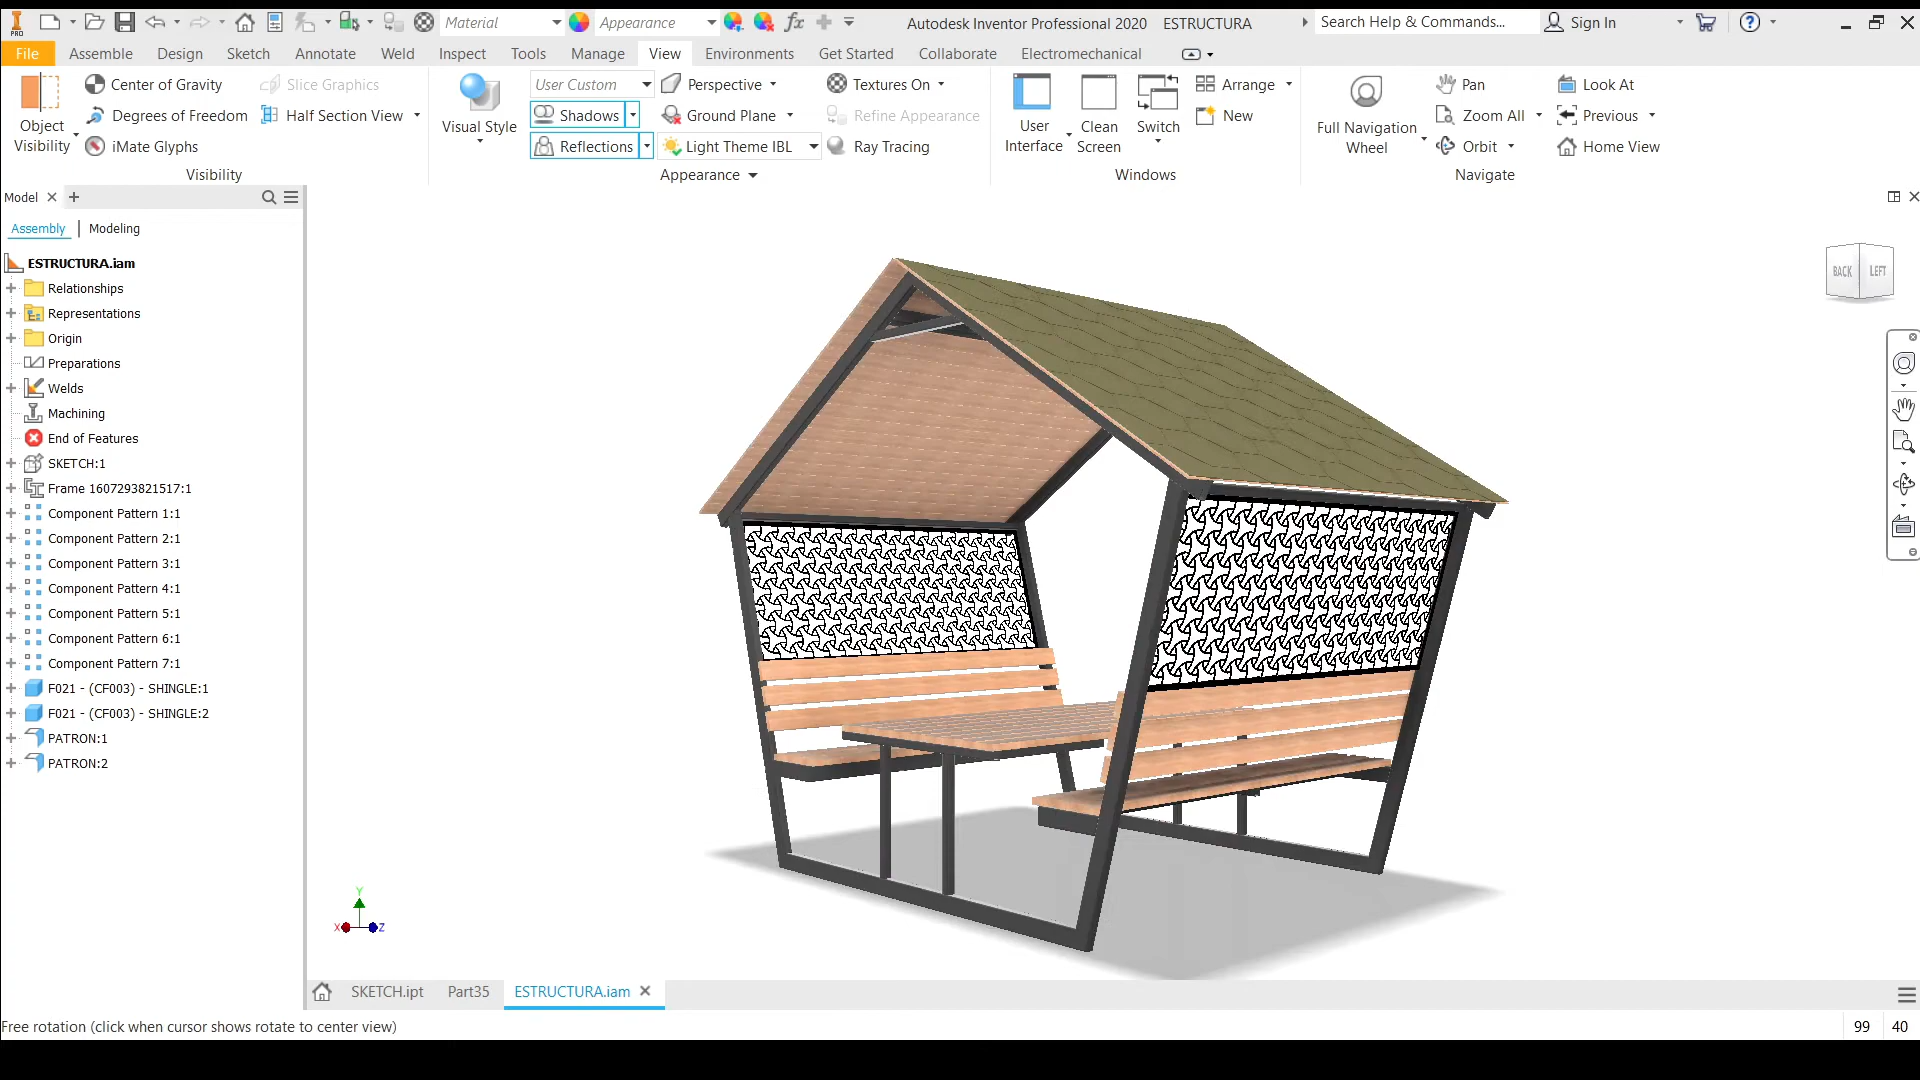 PRO
Material
Appearance
fx
Autodesk Inventor Professional 2020 ESTRUCTURA
Search Help & Commands...
Sign In
File Assemble Design Sketch Annotate Weld Inspect Tools Manage View Environments Get Started Collaborate Electromechanical
Object Visibility
Center of Gravity
Slice Graphics
Degrees of Freedom
Half Section View
iMate Glyphs
Visibility
Visual Style
User Custom
Shadows
Reflections
Perspective
Ground Plane
Light Theme IBL
Textures On
Refine Appearance
Ray Tracing
Appearance
User Interface
Clean Screen
Switch
Arrange
New
Windows
Full Navigation Wheel
Pan
Zoom All
Orbit
Look At
Previous
Home View
Navigate
Model
Assembly | Modeling
ESTRUCTURA.iam
Relationships
Representations
Origin
Preparations
Welds
Machining
End of Features
SKETCH:1
Frame 1607293821517:1
Component Pattern 1:1
Component Pattern 2:1
Component Pattern 3:1
Component Pattern 4:1
Component Pattern 5:1
Component Pattern 6:1
Component Pattern 7:1
F021 - (CF003) - SHINGLE:1
F021 - (CF003) - SHINGLE:2
PATRON:1
PATRON:2
BACK LEFT
Y
X Z
SKETCH.ipt Part35 ESTRUCTURA.iam
Free rotation (click when cursor shows rotate to center view)
99 40